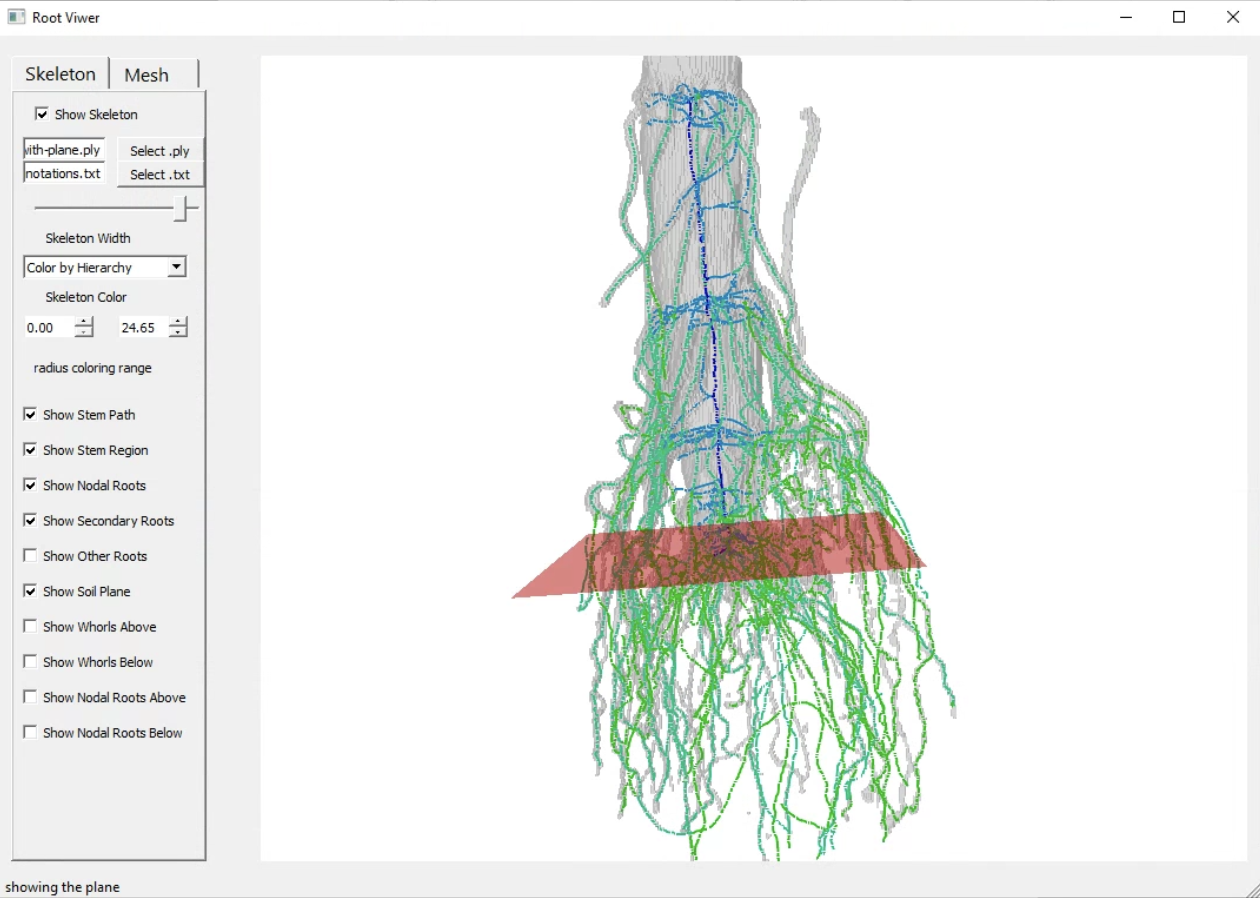 Root Viwer
Skeleton
Mesh
Show Skeleton
ith-plane.ply
Select .ply
notations.txt
Select .txt
Skeleton Width
Color by Hierarchy
Skeleton Color
0.00
24.65
radius coloring range
Show Stem Path
Show Stem Region
Show Nodal Roots
Show Secondary Roots
Show Other Roots
Show Soil Plane
Show Whorls Above
Show Whorls Below
Show Nodal Roots Above
Show Nodal Roots Below
showing the plane